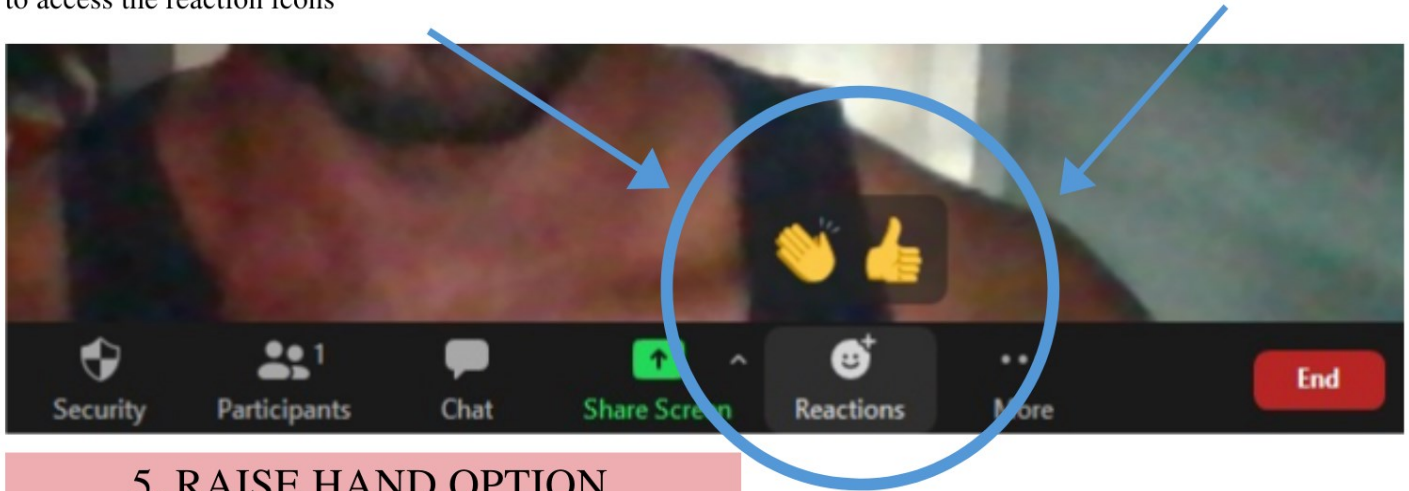 to access the reaction icons
1
Security Participants Chat Share Screen Reactions More End
5. RAISE HAND OPTION